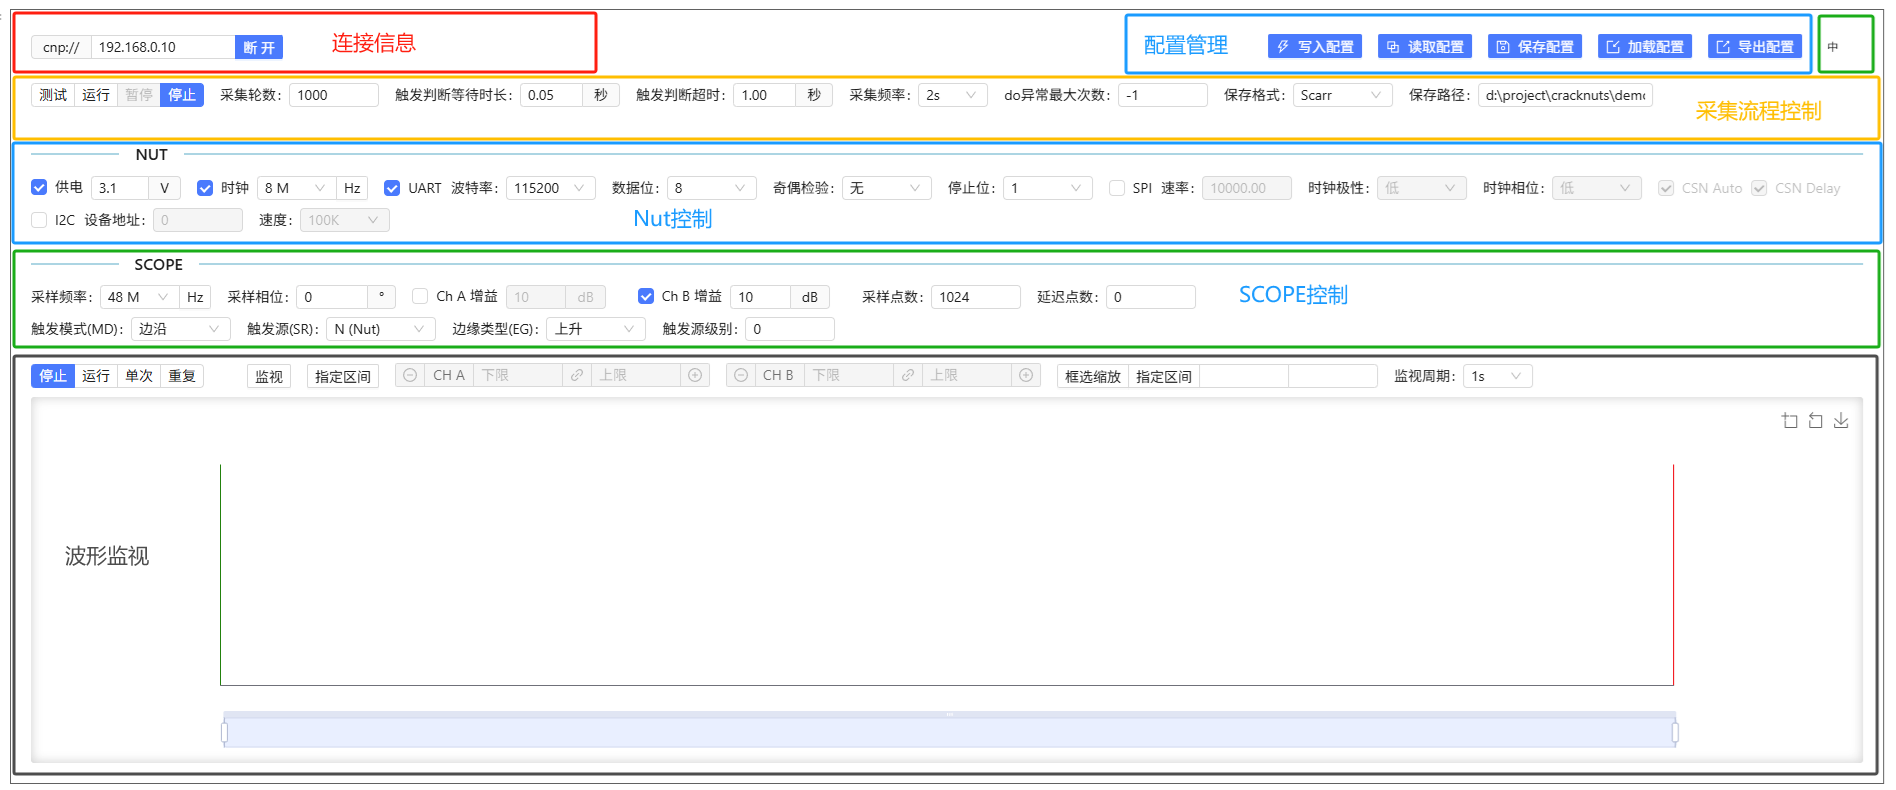 cnp:// 192.168.0.10 断 开 连接信息 配置管理 写入配置 读取配置 保存配置 加载配置 导出配置 中
测试 运行 暂停 停止 采集轮数: 1000 触发判断等待时长: 0.05 秒 触发判断超时: 1.00 秒 采集频率: 2s do异常最大次数: -1 保存格式: Scarr 保存路径: d:\project\cracknuts\demo
采集流程控制
NUT
供电 3.1 V 时钟 8 M Hz UART 波特率: 115200 数据位: 8 奇偶检验: 无 停止位: 1 SPI 速率: 10000.00 时钟极性: 低 时钟相位: 低 CSN Auto CSN Delay
I2C 设备地址: 0 速度: 100K Nut控制
SCOPE
采样频率: 48 M Hz 采样相位: 0 ° Ch A 增益 10 dB Ch B 增益 10 dB 采样点数: 1024 延迟点数: 0 SCOPE控制
触发模式(MD): 边沿 触发源(SR): N (Nut) 边缘类型(EG): 上升 触发源级别: 0
停止 运行 单次 重复 监视 指定区间 CH A 下限 上限 CH B 下限 上限 框选缩放 指定区间 监视周期: 1s
波形监视